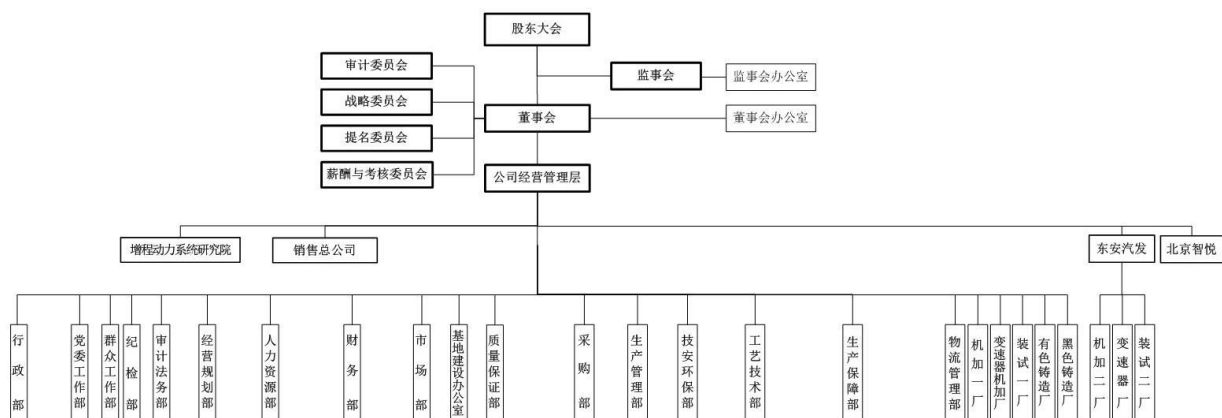 股东大会
审计委员会
监事会
监事会办公室
战略委员会
董事会
董事会办公室
提名委员会
薪酬与考核委员会
公司经营管理层
增程动力系统研究院
销售总公司
东安汽发
北京智悦
行政部
党委工作部
群众工作部
纪检部
审计法务部
经营规划部
人力资源部
财务部
市场部
基地建设办公室
质量保证部
采购部
生产管理部
技安环保部
工艺技术部
生产保障部
物流管理部
机加一厂
变速器机加厂
装试一厂
有色铸造厂
黑色铸造厂
机加二厂
变速器厂
装试二厂